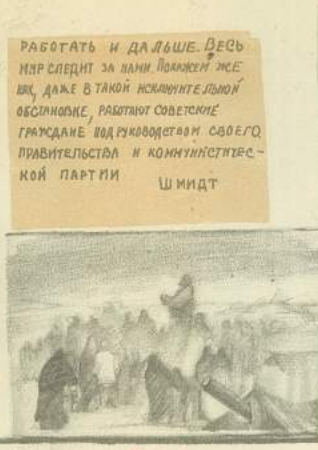 РАБОТАТЬ И ДАЛЬШЕ. ВЕСЬ
МИР СЛЕДИТ ЗА НАМИ. ПОКАЖЕМ ЖЕ
КАК, ДАЖЕ В ТАКОЙ ИСКЛЮЧИТЕЛЬНОЙ
ОБСТАНОВКЕ, РАБОТАЮТ СОВЕТСКИЕ
ГРАЖДАНЕ ПОД РУКОВОДСТВОМ СВОЕГО
ПРАВИТЕЛЬСТВА И КОММУНИСТИЧЕС-
КОЙ ПАРТИИ
ШМИДТ